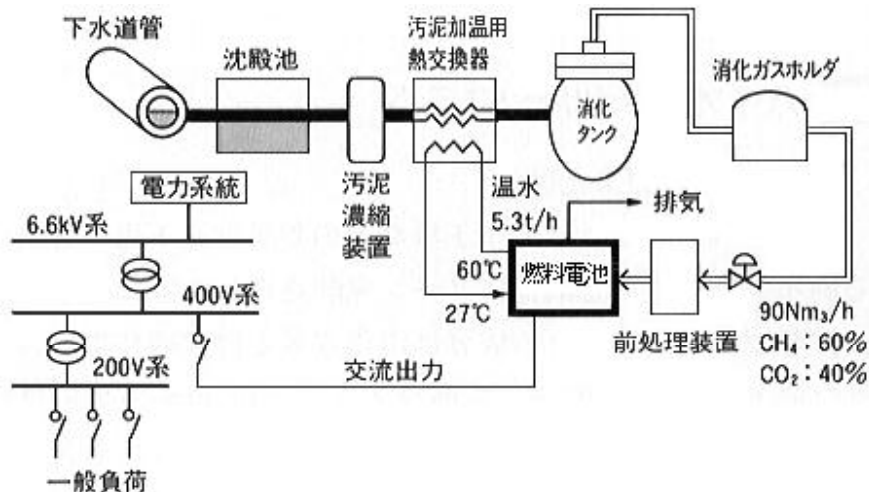 下水道管
沈殿池
汚泥加温用
熱交換器
消化
タンク
消化ガスホルダ
汚泥
濃縮
装置
電力系統
6.6kV系
400V系
200V系
一般負荷
温水
5.3t/h
60℃
27℃
排気
燃料電池
前処理装置
交流出力
90Nm₃/h
CH₄：60%
CO₂：40%